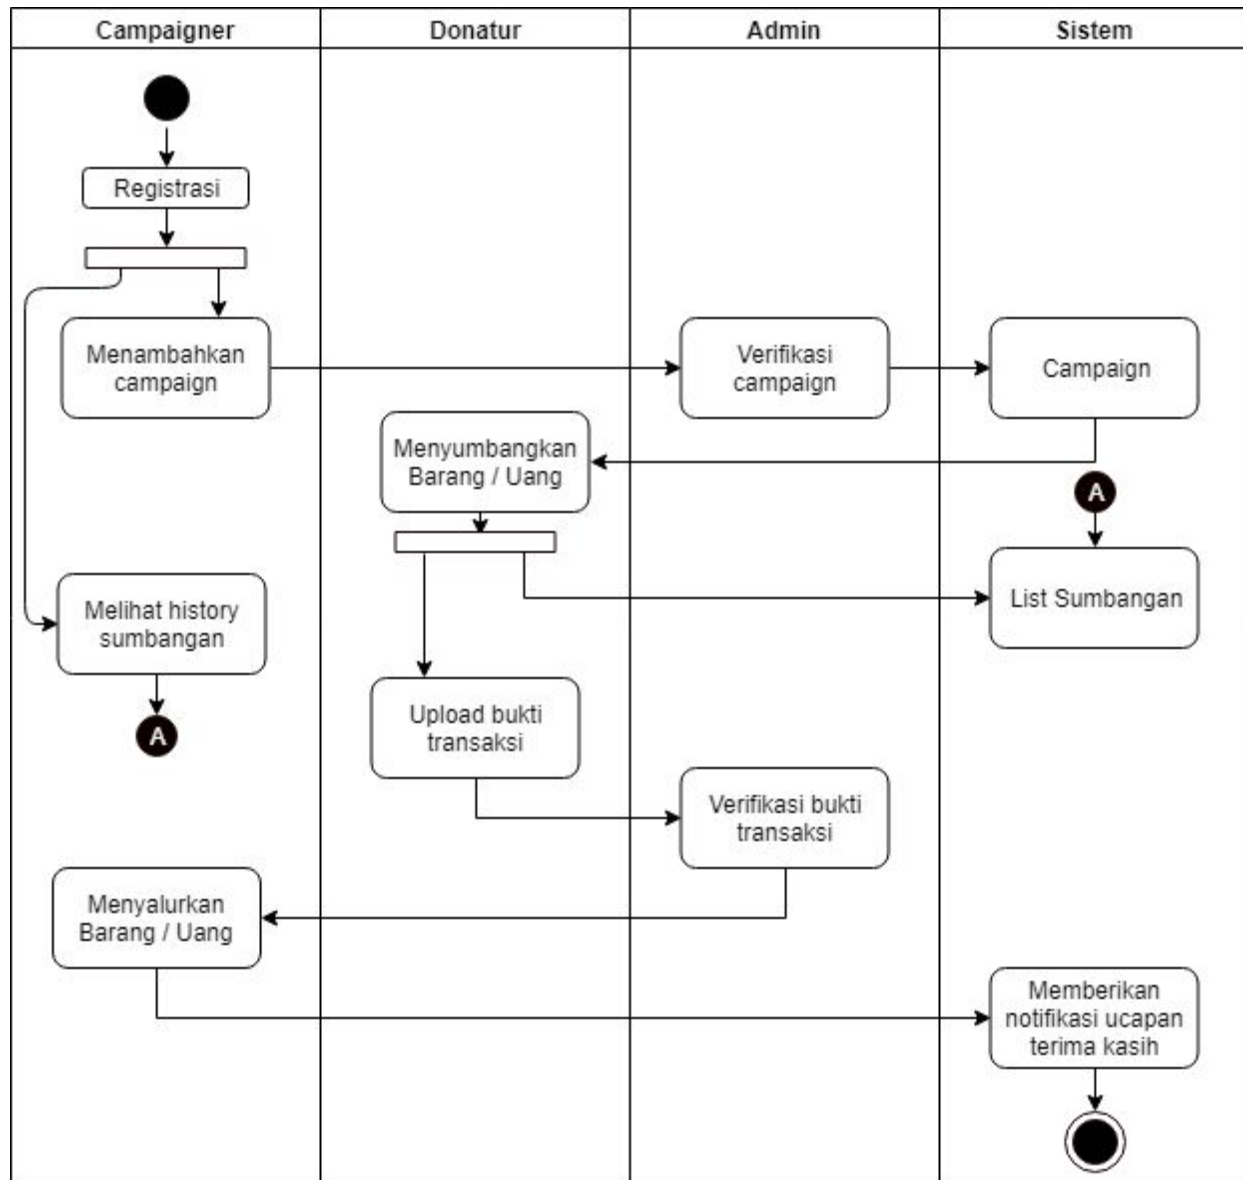 Campaigner
Donatur
Admin
Sistem
Registrasi
Menambahkan
campaign
Verifikasi
campaign
Campaign
Menyumbangkan
Barang / Uang
A
List Sumbangan
Melihat history
sumbangan
A
Upload bukti
transaksi
Verifikasi bukti
transaksi
Menyalurkan
Barang / Uang
Memberikan
notifikasi ucapan
terima kasih